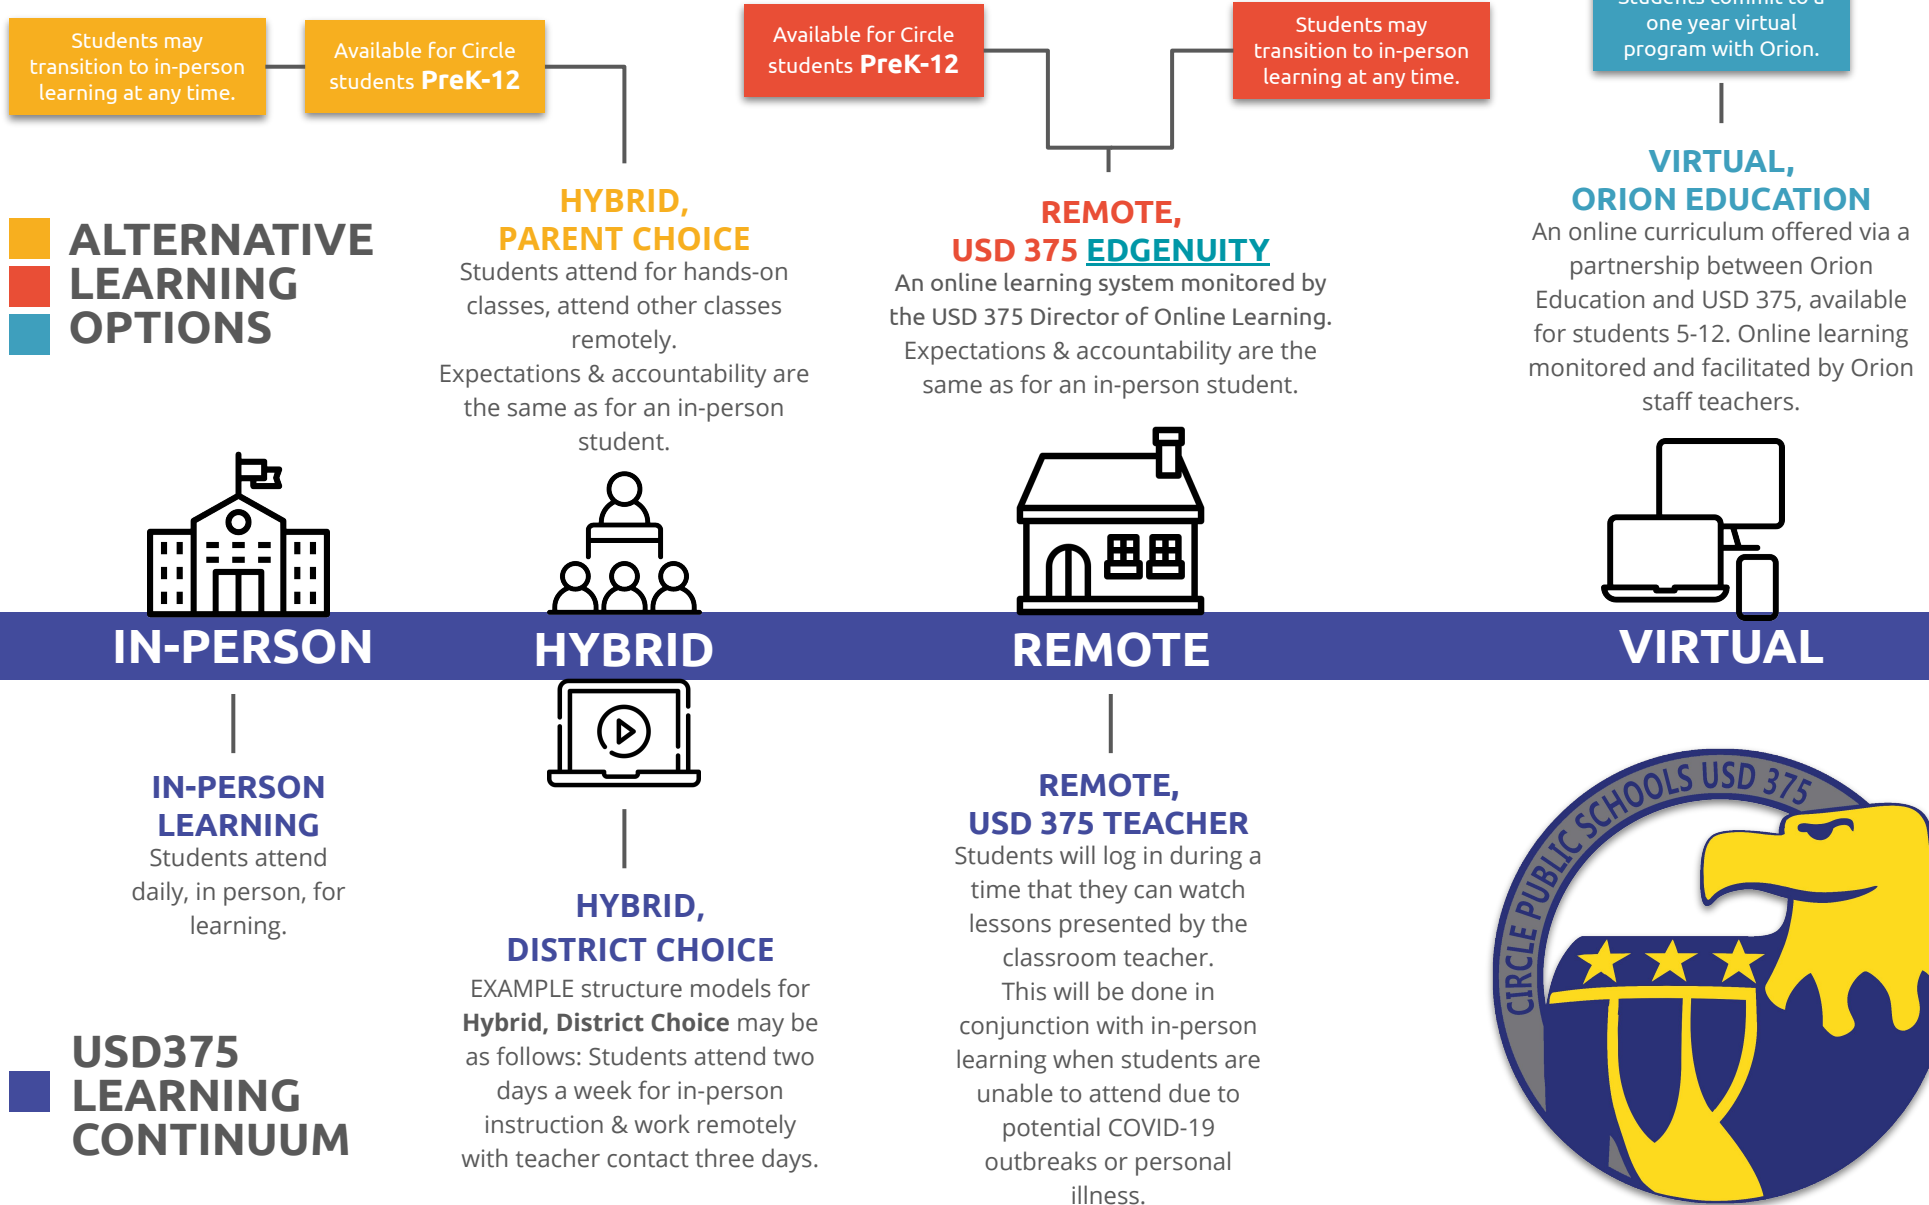 Students may
transition to in-person
learning at any time.
Available for Circle
students PreK-12
Available for Circle
students PreK-12
Students may
transition to in-person
learning at any time.
Students commit to a
one year virtual
program with Orion.
ALTERNATIVE
LEARNING
OPTIONS
HYBRID,
PARENT CHOICE
Students attend for hands-on
classes, attend other classes
remotely.
Expectations & accountability are
the same as for an in-person
student.
REMOTE,
USD 375 EDGENUITY
An online learning system monitored by
the USD 375 Director of Online Learning.
Expectations & accountability are the
same as for an in-person student.
VIRTUAL,
ORION EDUCATION
An online curriculum offered via a
partnership between Orion
Education and USD 375, available
for students 5-12. Online learning
monitored and facilitated by Orion
staff teachers.
IN-PERSON
HYBRID
REMOTE
VIRTUAL
IN-PERSON
LEARNING
Students attend
daily, in person, for
learning.
HYBRID,
DISTRICT CHOICE
EXAMPLE structure models for
Hybrid, District Choice may be
as follows: Students attend two
days a week for in-person
instruction & work remotely
with teacher contact three days.
REMOTE,
USD 375 TEACHER
Students will log in during a
time that they can watch
lessons presented by the
classroom teacher.
This will be done in
conjunction with in-person
learning when students are
unable to attend due to
potential COVID-19
outbreaks or personal
illness.
USD375
LEARNING
CONTINUUM
CIRCLE PUBLIC SCHOOLS USD 375